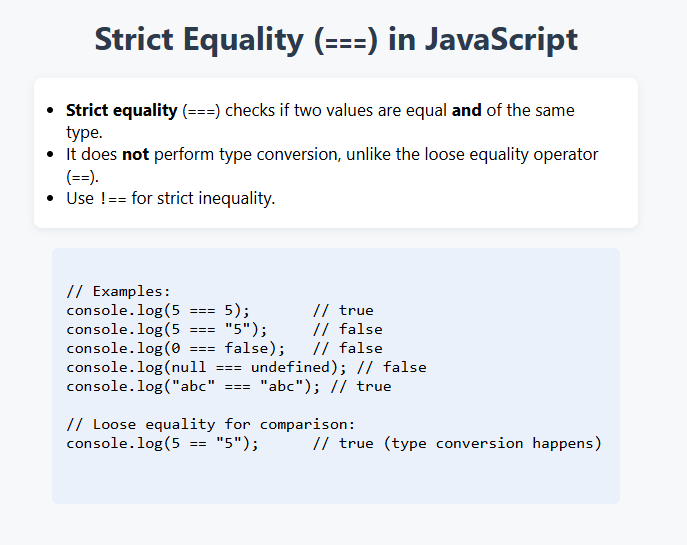 Strict Equality (===) in JavaScript
• Strict equality (===) checks if two values are equal and of the same
type.
• It does not perform type conversion, unlike the loose equality operator
(==).
• Use !== for strict inequality.
// Examples:
console.log(5 === 5);       // true
console.log(5 === "5");     // false
console.log(0 === false);   // false
console.log(null === undefined); // false
console.log("abc" === "abc"); // true
// Loose equality for comparison:
console.log(5 == "5");      // true (type conversion happens)